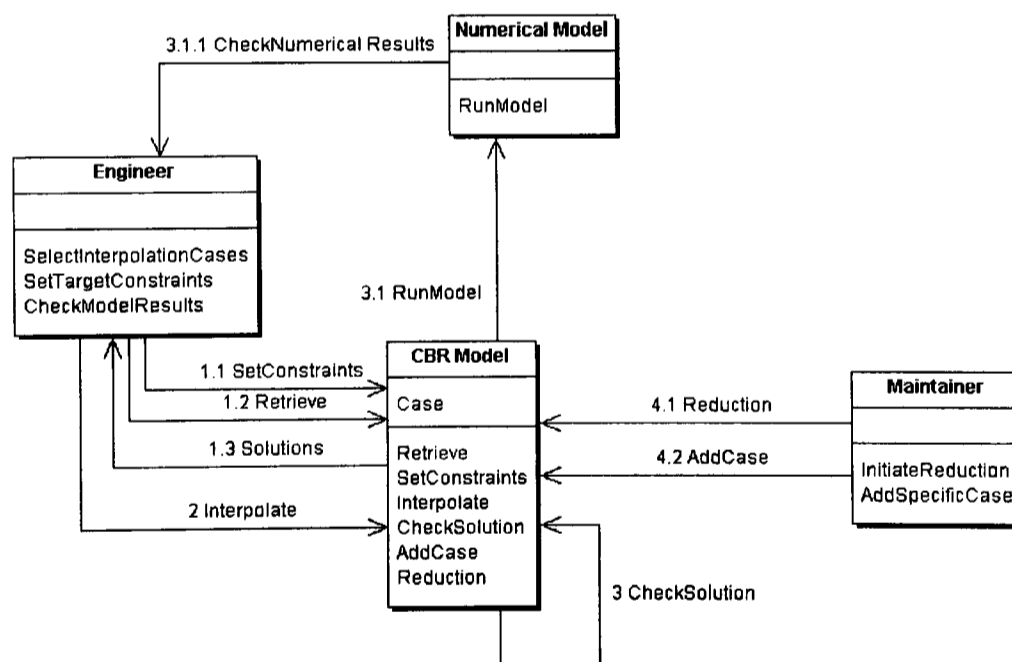 Numerical Model
3.1.1 CheckNumerical Results
RunModel
Engineer
SelectInterpolationCases
SetTargetConstraints
CheckModelResults
3.1 RunModel
CBR Model
1.1 SetConstraints
Maintainer
Case
1.2 Retrieve
4.1 Reduction
1.3 Solutions
Retrieve
4.2 AddCase
SetConstraints
InitiateReduction
Interpolate
AddSpecificCase
2 Interpolate
CheckSolution
AddCase
Reduction
3 CheckSolution